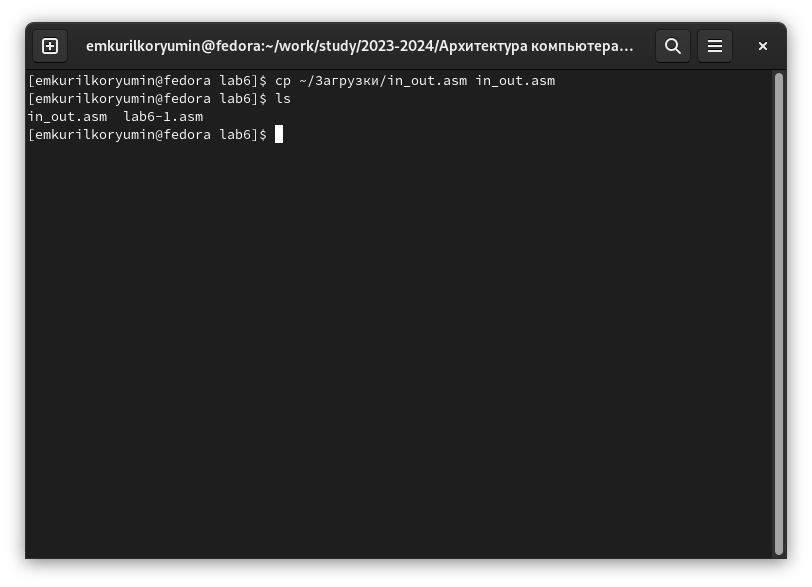 emkurilkoryumin@fedora:~/work/study/2023-2024/Архитектура компьютера…
[emkurilkoryumin@fedora lab6]$ cp ~/Загрузки/in_out.asm in_out.asm
[emkurilkoryumin@fedora lab6]$ ls
in_out.asm  lab6-1.asm
[emkurilkoryumin@fedora lab6]$